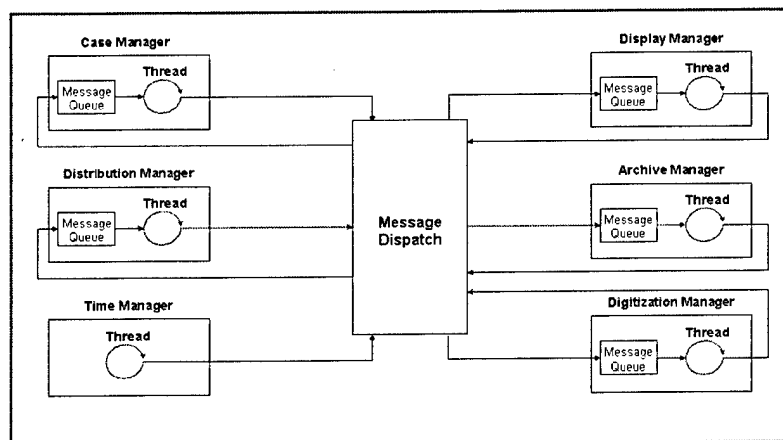 Case Manager
Thread
Message
Queue
Distribution Manager
Thread
Message
Queue
Time Manager
Thread
Message
Dispatch
Display Manager
Thread
Message
Queue
Archive Manager
Thread
Message
Queue
Digitization Manager
Thread
Message
Queue